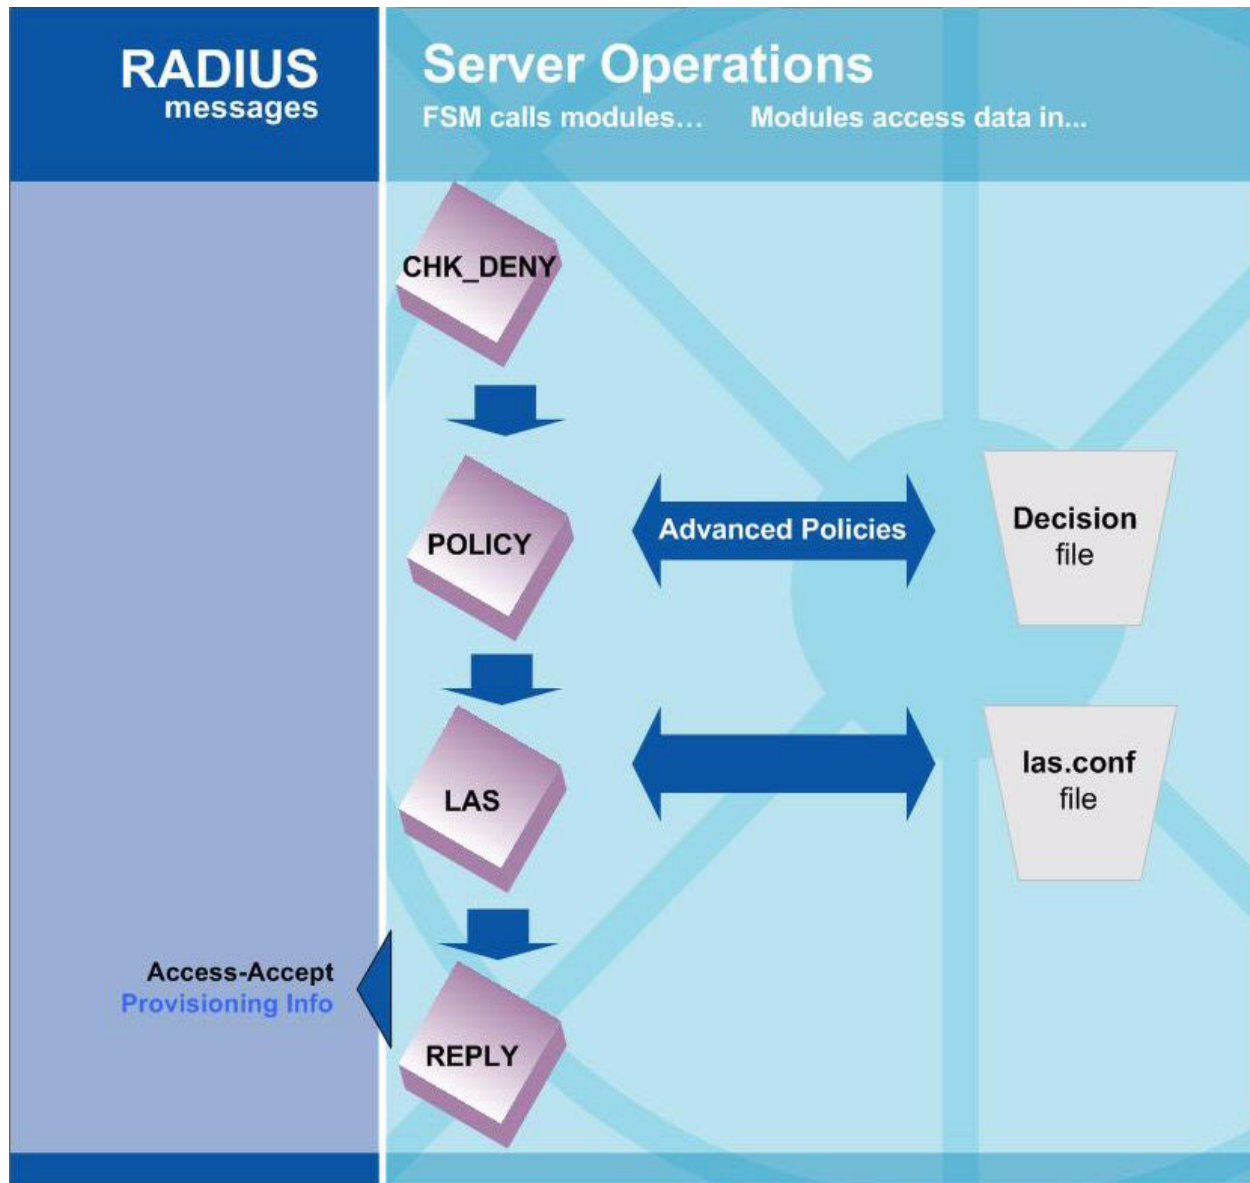 RADIUS
messages
Server Operations
FSM calls modules… Modules access data in...
CHK_DENY
POLICY
Advanced Policies
Decision
file
LAS
las.conf
file
Access-Accept
Provisioning Info
REPLY